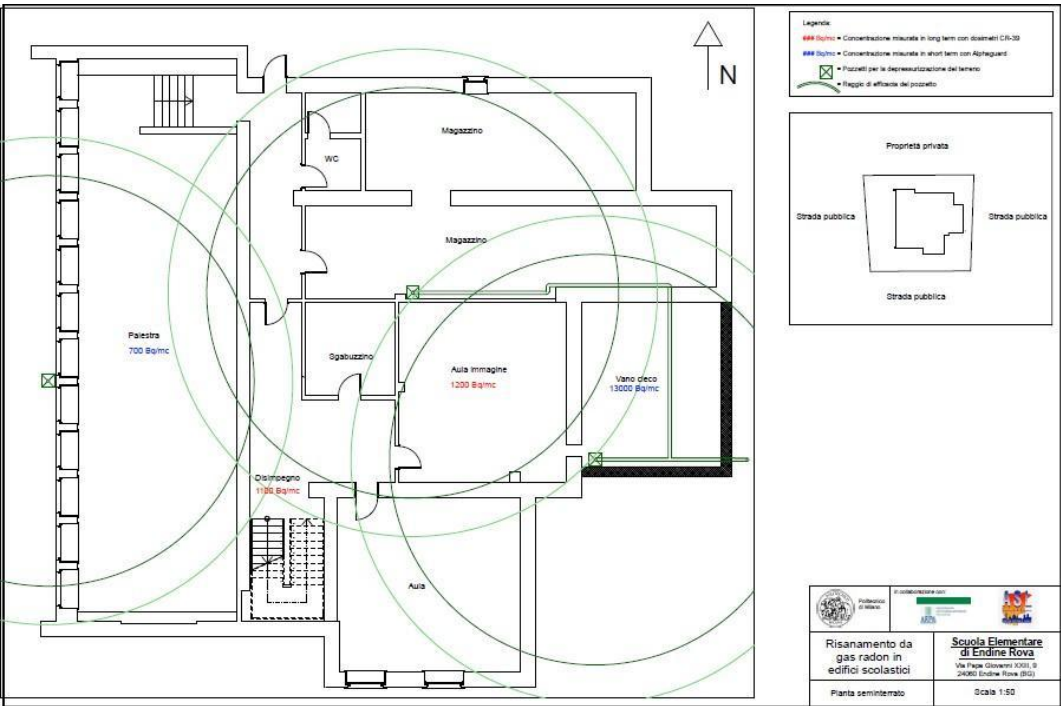 N
Magazzino
WC
Magazzino
Palestra
700 Bq/mc
Sgabuzzino
Aula Immagine
1200 Bq/mc
Vano cieco
13000 Bq/mc
Disimpegno
1100 Bq/mc
Aula
Legenda:
### Bq/mc = Concentrazione misurata in long term con dosimetri CR-39
### Bq/mc = Concentrazione misurata in short term con Alphaguard
= Pozzetti per la depressurizzazione del terreno
= Raggio di efficacia del pozzetto
Proprietà privata
Strada pubblica
Strada pubblica
Strada pubblica
Politecnico
di Milano
in collaborazione con:
ARPA
Risanamento da
gas radon in
edifici scolastici
Scuola Elementare
di Endine Rova
Via Papa Giovanni XXIII, 9
24060 Endine Rova (BG)
Pianta seminterrato
Scala 1:50